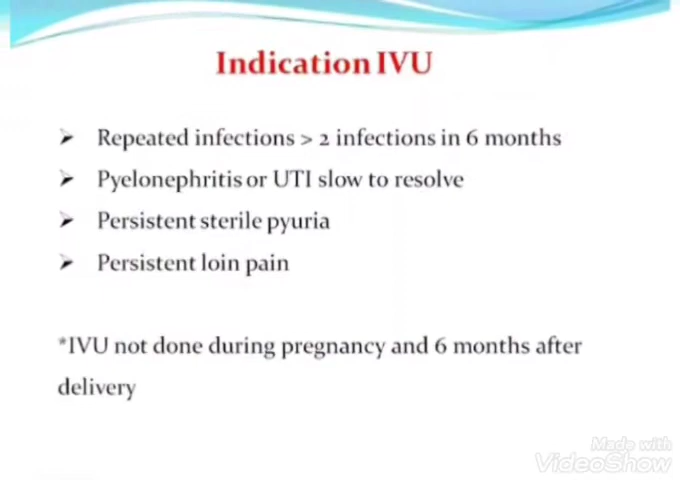 Indication IVU
➢ Repeated infections > 2 infections in 6 months
➢ Pyelonephritis or UTI slow to resolve
➢ Persistent sterile pyuria
➢ Persistent loin pain
*IVU not done during pregnancy and 6 months after
delivery
Made with
VideoShow